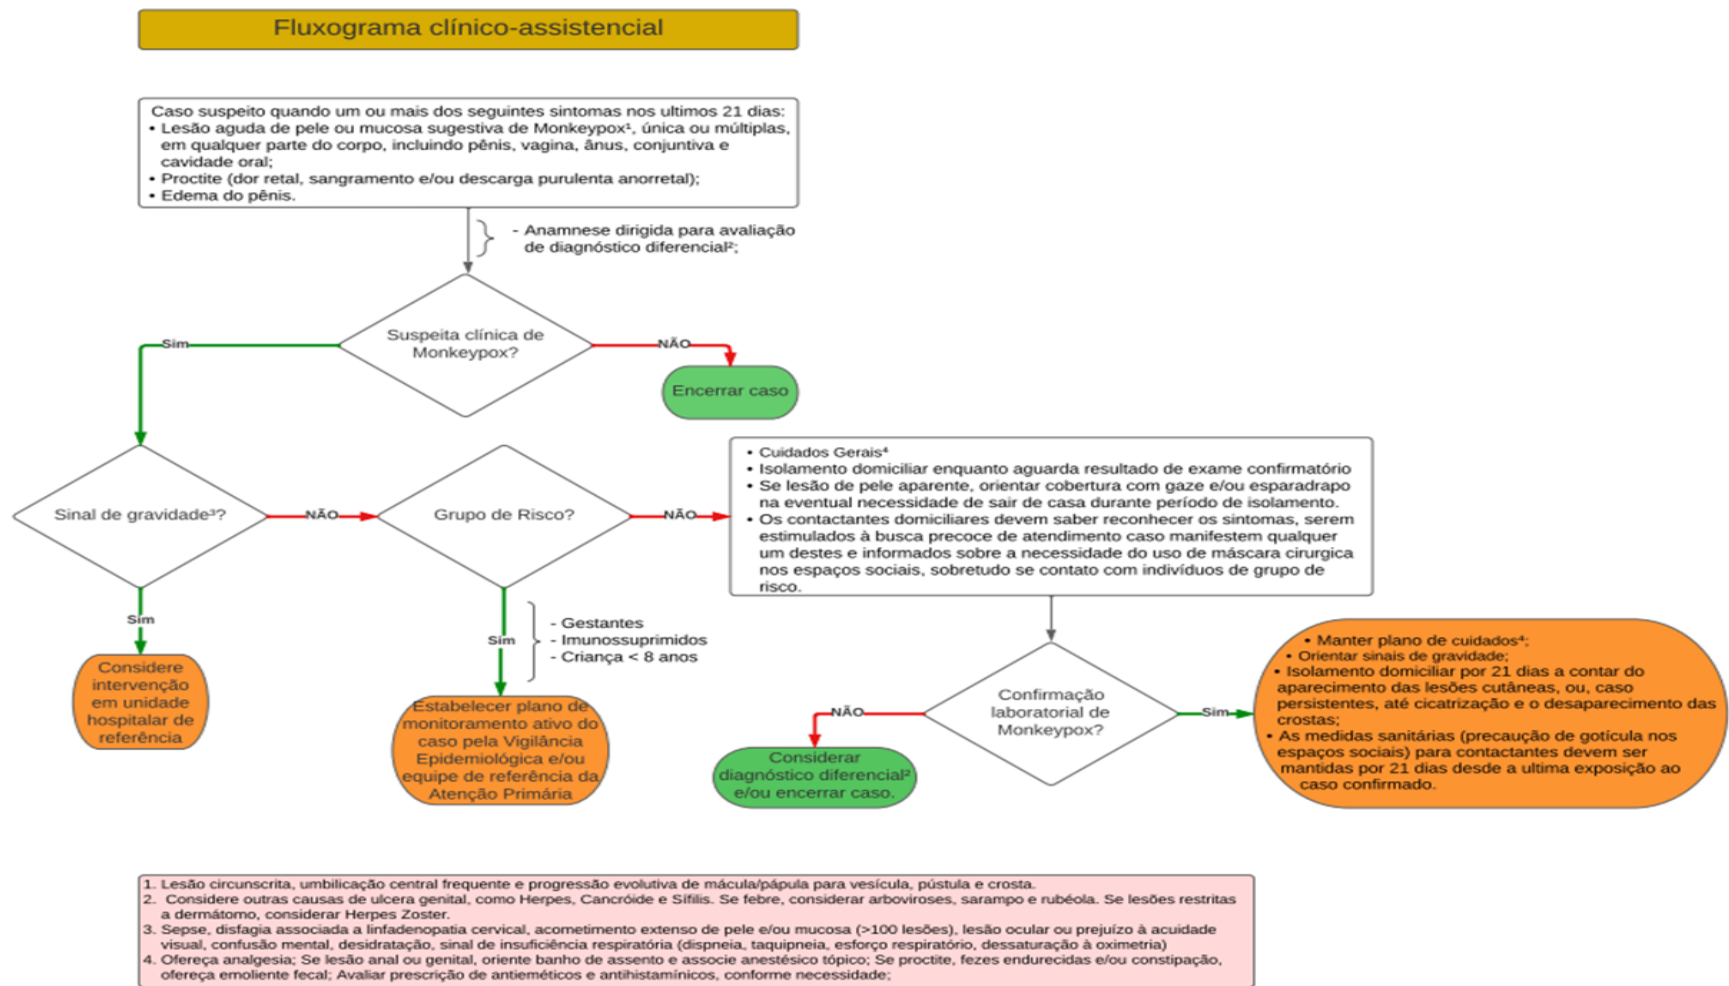 Fluxograma clínico-assistencial
Caso suspeito quando um ou mais dos seguintes sintomas nos ultimos 21 dias:
• Lesão aguda de pele ou mucosa sugestiva de Monkeypox¹, única ou múltiplas,
em qualquer parte do corpo, incluindo pênis, vagina, ânus, conjuntiva e
cavidade oral;
• Proctite (dor retal, sangramento e/ou descarga purulenta anorretal);
• Edema do pênis.
- Anamnese dirigida para avaliação
de diagnóstico diferencial²;
Suspeita clínica de
Monkeypox?
Sim
NÃO
Encerrar caso
Sinal de gravidade³?
NÃO
Grupo de Risco?
NÃO
• Cuidados Gerais⁴
• Isolamento domiciliar enquanto aguarda resultado de exame confirmatório
• Se lesão de pele aparente, orientar cobertura com gaze e/ou esparadrapo
na eventual necessidade de sair de casa durante período de isolamento.
• Os contactantes domiciliares devem saber reconhecer os sintomas, serem
estimulados à busca precoce de atendimento caso manifestem qualquer
um destes e informados sobre a necessidade do uso de máscara cirurgica
nos espaços sociais, sobretudo se contato com indivíduos de grupo de
risco.
Sim
Considere
intervenção
em unidade
hospitalar de
referência
Sim
- Gestantes
- Imunossuprimidos
- Criança < 8 anos
Estabelecer plano de
monitoramento ativo do
caso pela Vigilância
Epidemiológica e/ou
equipe de referência da
Atenção Primária
Confirmação
laboratorial de
Monkeypox?
NÃO
Considerar
diagnóstico diferencial²
e/ou encerrar caso.
Sim
• Manter plano de cuidados⁴;
• Orientar sinais de gravidade;
• Isolamento domiciliar por 21 dias a contar do
aparecimento das lesões cutâneas, ou, caso
persistentes, até cicatrização e o desaparecimento das
crostas;
• As medidas sanitárias (precaução de gotícula nos
espaços sociais) para contactantes devem ser
mantidas por 21 dias desde a ultima exposição ao
caso confirmado.
1. Lesão circunscrita, umbilicação central frequente e progressão evolutiva de mácula/pápula para vesícula, pústula e crosta.
2. Considere outras causas de ulcera genital, como Herpes, Cancróide e Sífilis. Se febre, considerar arboviroses, sarampo e rubéola. Se lesões restritas
a dermátomo, considerar Herpes Zoster.
3. Sepse, disfagia associada a linfadenopatia cervical, acometimento extenso de pele e/ou mucosa (>100 lesões), lesão ocular ou prejuízo à acuidade
visual, confusão mental, desidratação, sinal de insuficiência respiratória (dispneia, taquipneia, esforço respiratório, dessaturação à oximetria)
4. Ofereça analgesia; Se lesão anal ou genital, oriente banho de assento e associe anestésico tópico; Se proctite, fezes endurecidas e/ou constipação,
ofereça emoliente fecal; Avaliar prescrição de antieméticos e antihistamínicos, conforme necessidade;